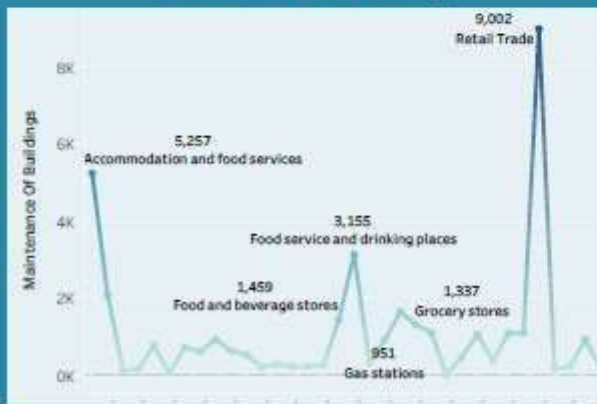 9,002
Retail Trade
8K
Maintenance Of Buildings
6K
5,257
Accommodation and food services
4K
3,155
Food service and drinking places
1,459
Food and beverage stores
1,337
Grocery stores
2K
951
Gas stations
0K